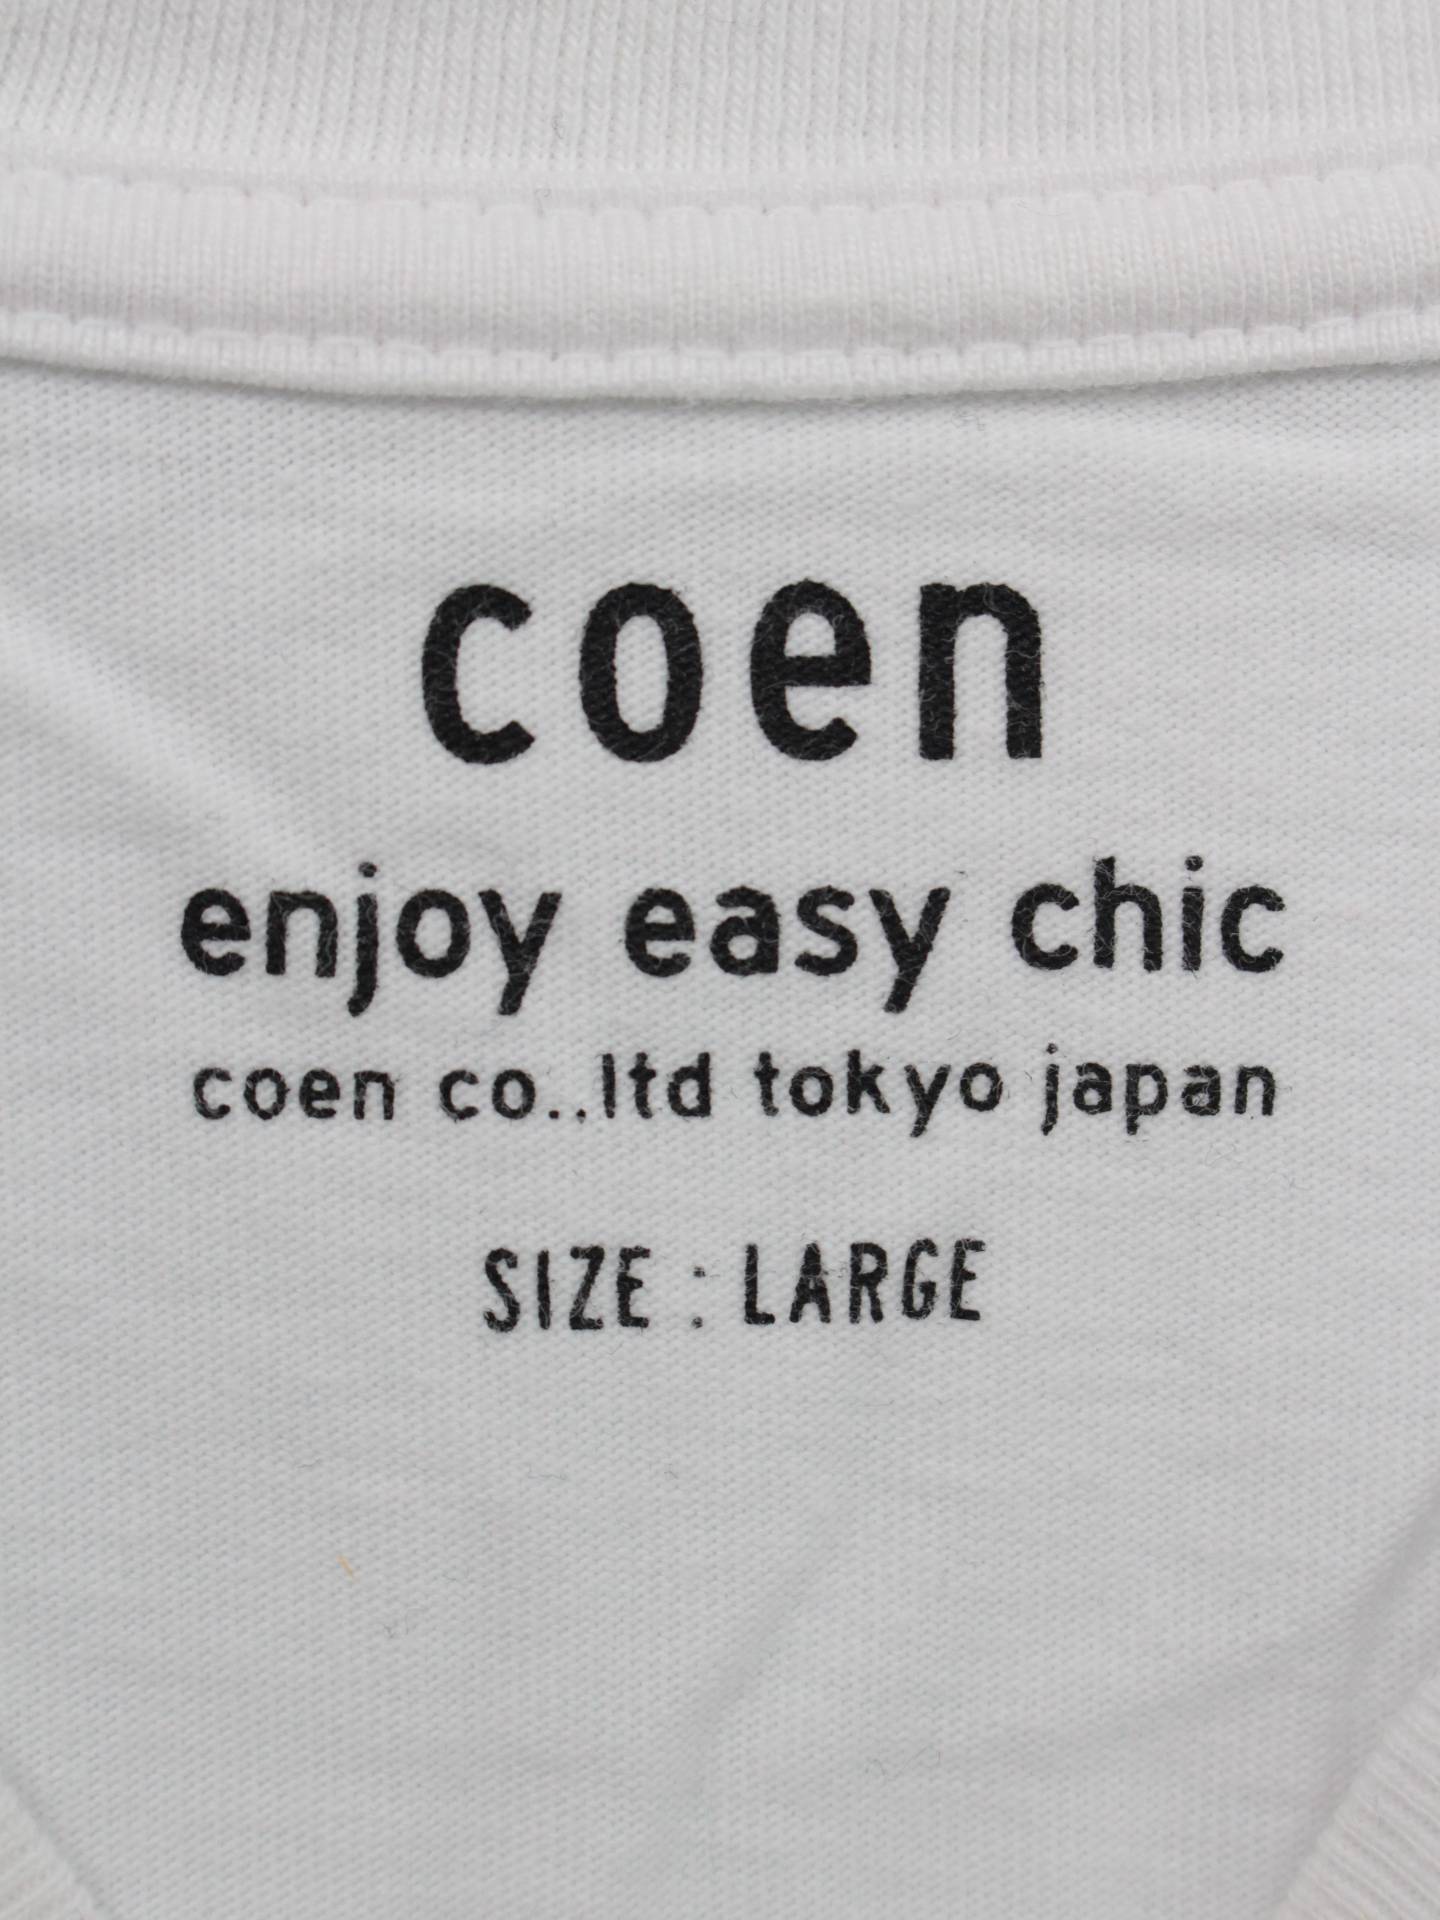 coen
enjoy easy chic
coen co.,ltd tokyo japan
SIZE : LARGE